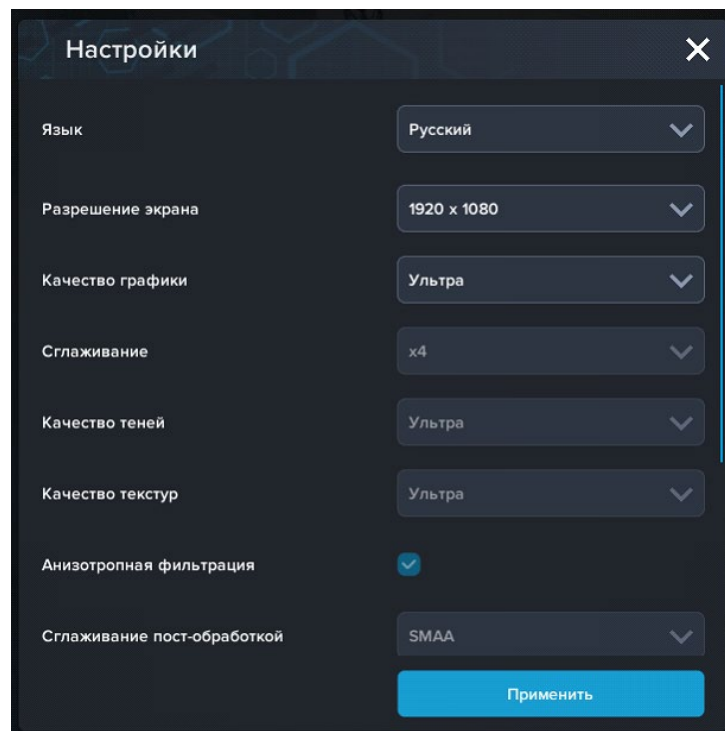 Настройки
Язык
Русский
Разрешение экрана
1920 x 1080
Качество графики
Ультра
Сглаживание
x4
Качество теней
Ультра
Качество текстур
Ультра
Анизотропная фильтрация
Сглаживание пост-обработкой
SMAA
Применить